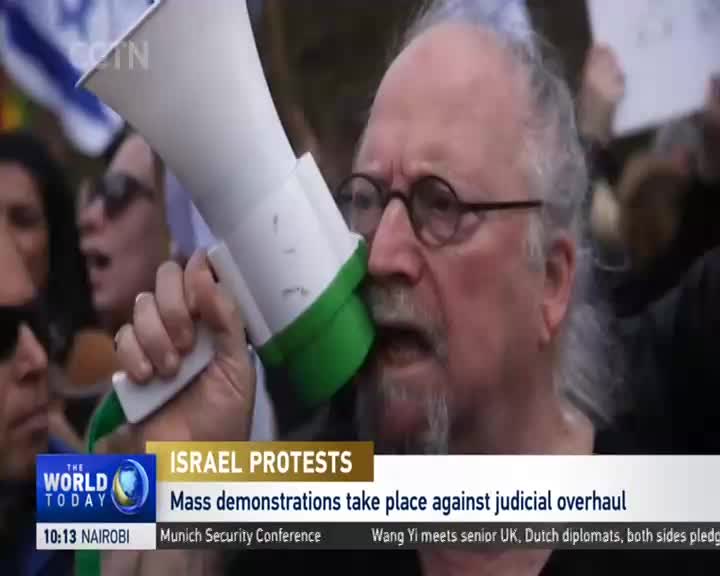 CGTN
ISRAEL PROTESTS
THE
WORLD
TODAY
Mass demonstrations take place against judicial overhaul
10:13 NAIROBI
Munich Security Conference
Wang Yi meets senior UK, Dutch diplomats, both sides pledg